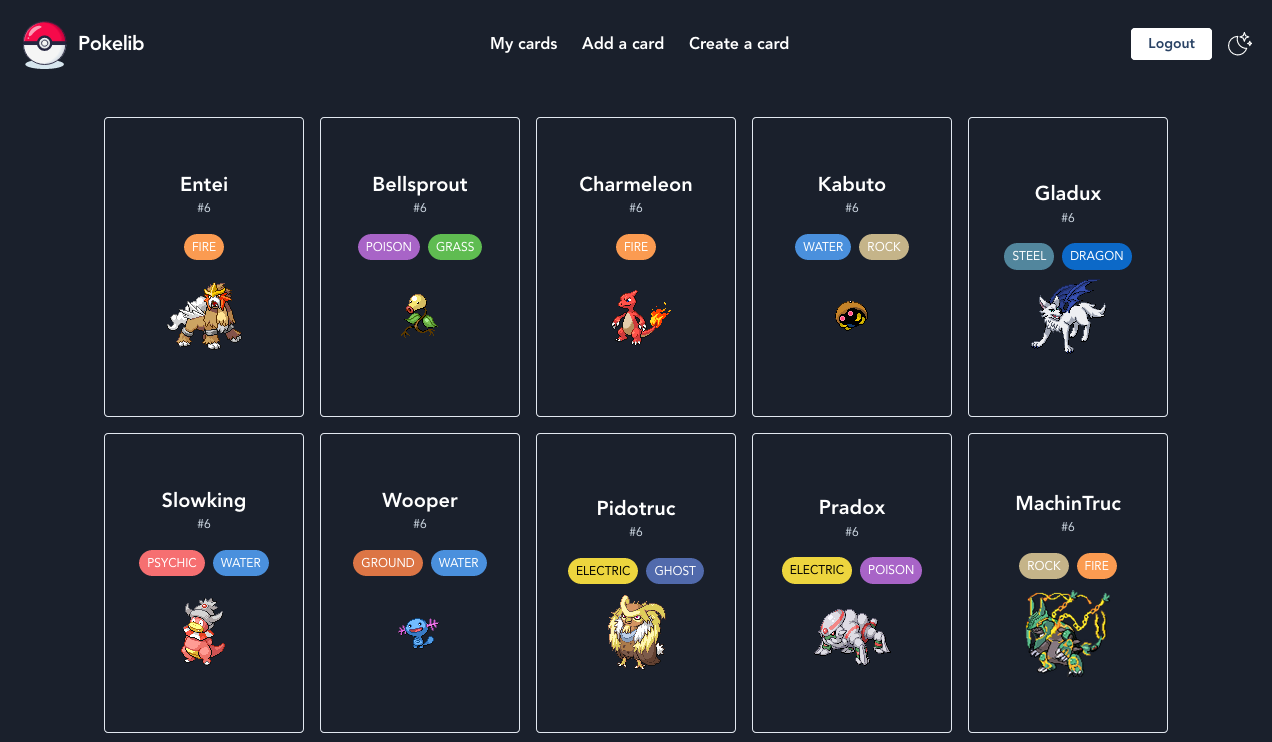 Pokelib
My cards
Add a card
Create a card
Logout
Entei
#6
FIRE
Bellsprout
#6
POISON GRASS
Charmeleon
#6
FIRE
Kabuto
#6
WATER ROCK
Gladux
#6
STEEL DRAGON
Slowking
#6
PSYCHIC WATER
Wooper
#6
GROUND WATER
Pidotruc
#6
ELECTRIC GHOST
Pradox
#6
ELECTRIC POISON
MachinTruc
#6
ROCK FIRE